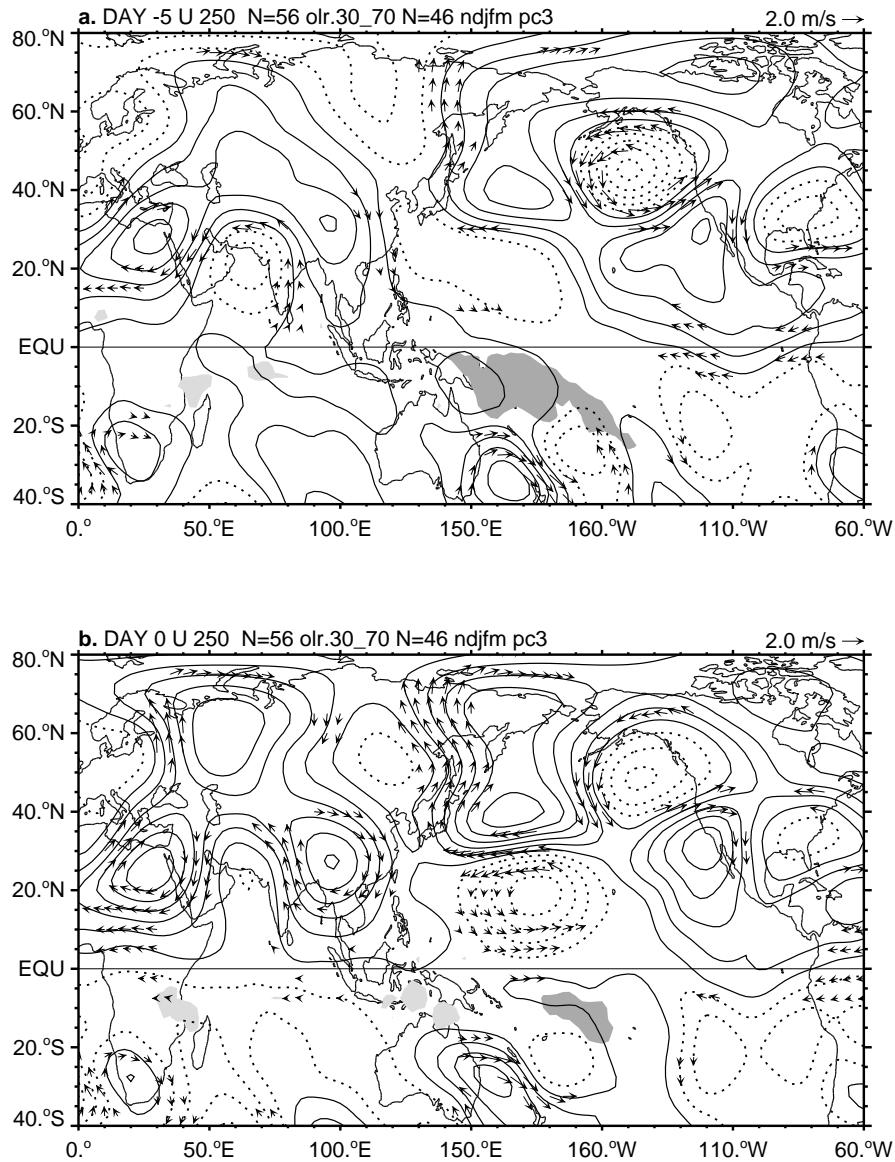 a. DAY -5 U 250 N=56 olr.30_70 N=46 ndjfm pc3 2.0 m/s →
80.°N
60.°N
40.°N
20.°N
EQU
20.°S
40.°S
0.° 50.°E 100.°E 150.°E 160.°W 110.°W 60.°W
b. DAY 0 U 250 N=56 olr.30_70 N=46 ndjfm pc3 2.0 m/s →
80.°N
60.°N
40.°N
20.°N
EQU
20.°S
40.°S
0.° 50.°E 100.°E 150.°E 160.°W 110.°W 60.°W